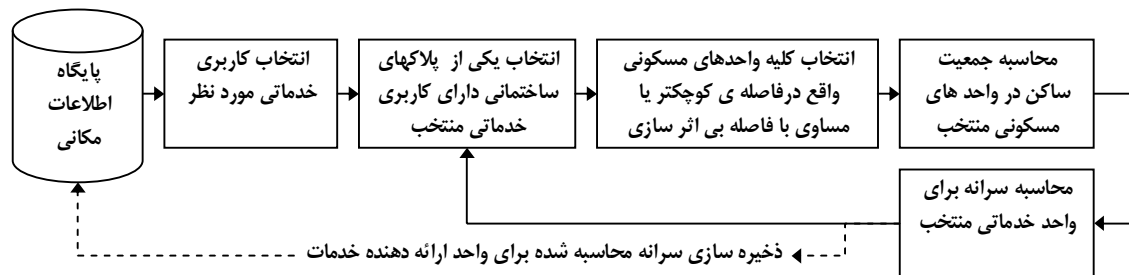 پایگاه
اطلاعات
مکانی
انتخاب کاربری
خدماتی مورد نظر
انتخاب یکی از پلاکهای
ساختمانی دارای کاربری
خدماتی منتخب
انتخاب کلیه واحدهای مسکونی
واقع درفاصله ی کوچکتر یا
مساوی با فاصله بی اثر سازی
محاسبه جمعیت
ساکن در واحد های
مسکونی منتخب
محاسبه سرانه برای
واحد خدماتی منتخب
ذخیره سازی سرانه محاسبه شده برای واحد ارائه دهنده خدمات